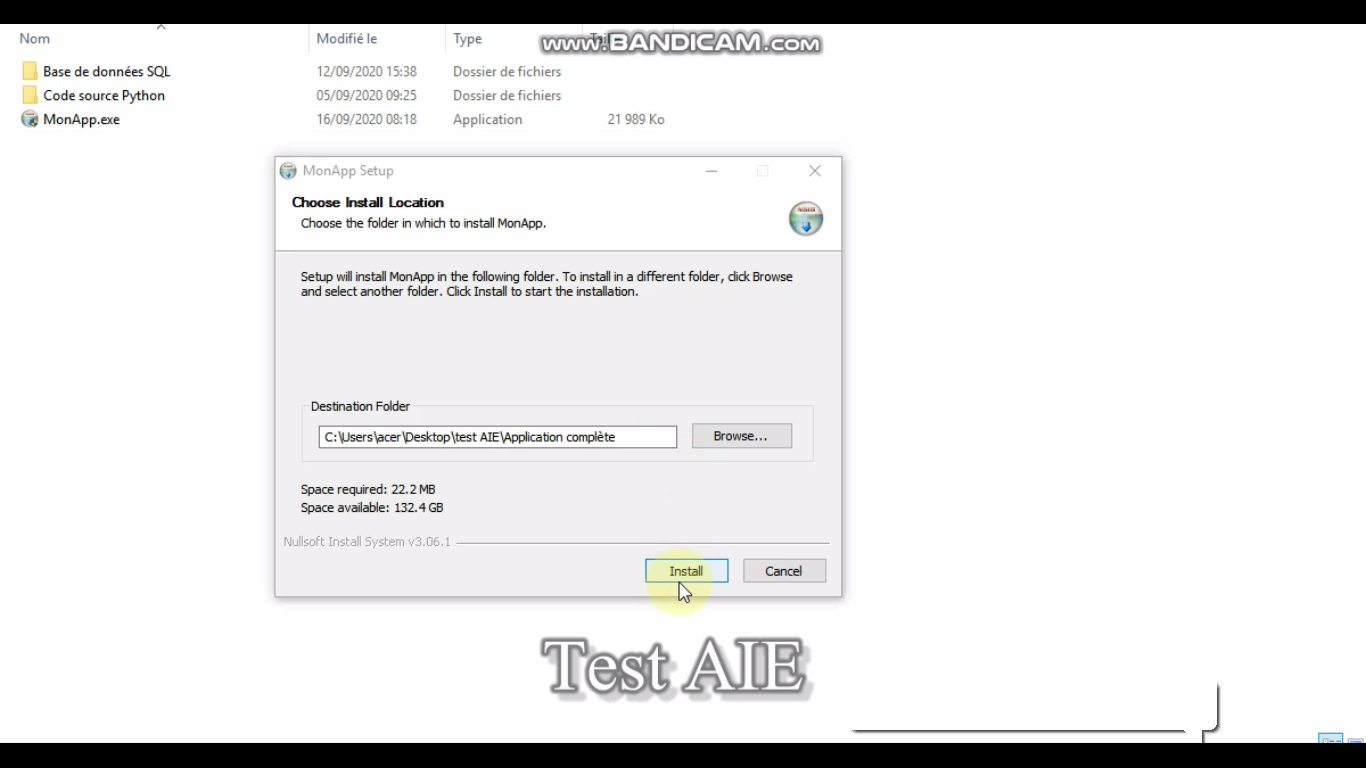 www.BANDICAM.com
Nom Modifié le Type
Base de données SQL 12/09/2020 15:38 Dossier de fichiers
Code source Python 05/09/2020 09:25 Dossier de fichiers
MonApp.exe 16/09/2020 08:18 Application 21 989 Ko
MonApp Setup
Choose Install Location
Choose the folder in which to install MonApp.
Setup will install MonApp in the following folder. To install in a different folder, click Browse
and select another folder. Click Install to start the installation.
Destination Folder
C:\Users\acer\Desktop\test AIE\Application complète Browse...
Space required: 22.2 MB
Space available: 132.4 GB
Nullsoft Install System v3.06.1
Install Cancel
Test AIE